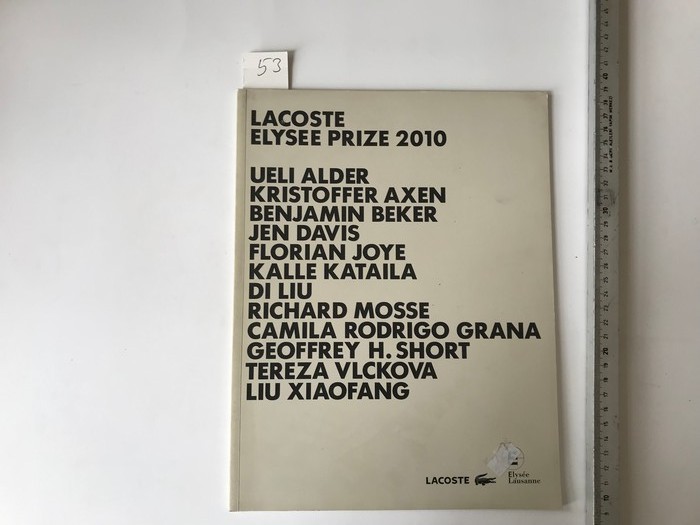 53
LACOSTE
ELYSEE PRIZE 2010
UELI ALDER
KRISTOFFER AXEN
BENJAMIN BEKER
JEN DAVIS
FLORIAN JOYE
KALLE KATAILA
DI LIU
RICHARD MOSSE
CAMILA RODRIGO GRANA
GEOFFREY H. SHORT
TEREZA VLCKOVA
LIU XIAOFANG
LACOSTE
Elysée
Lausanne